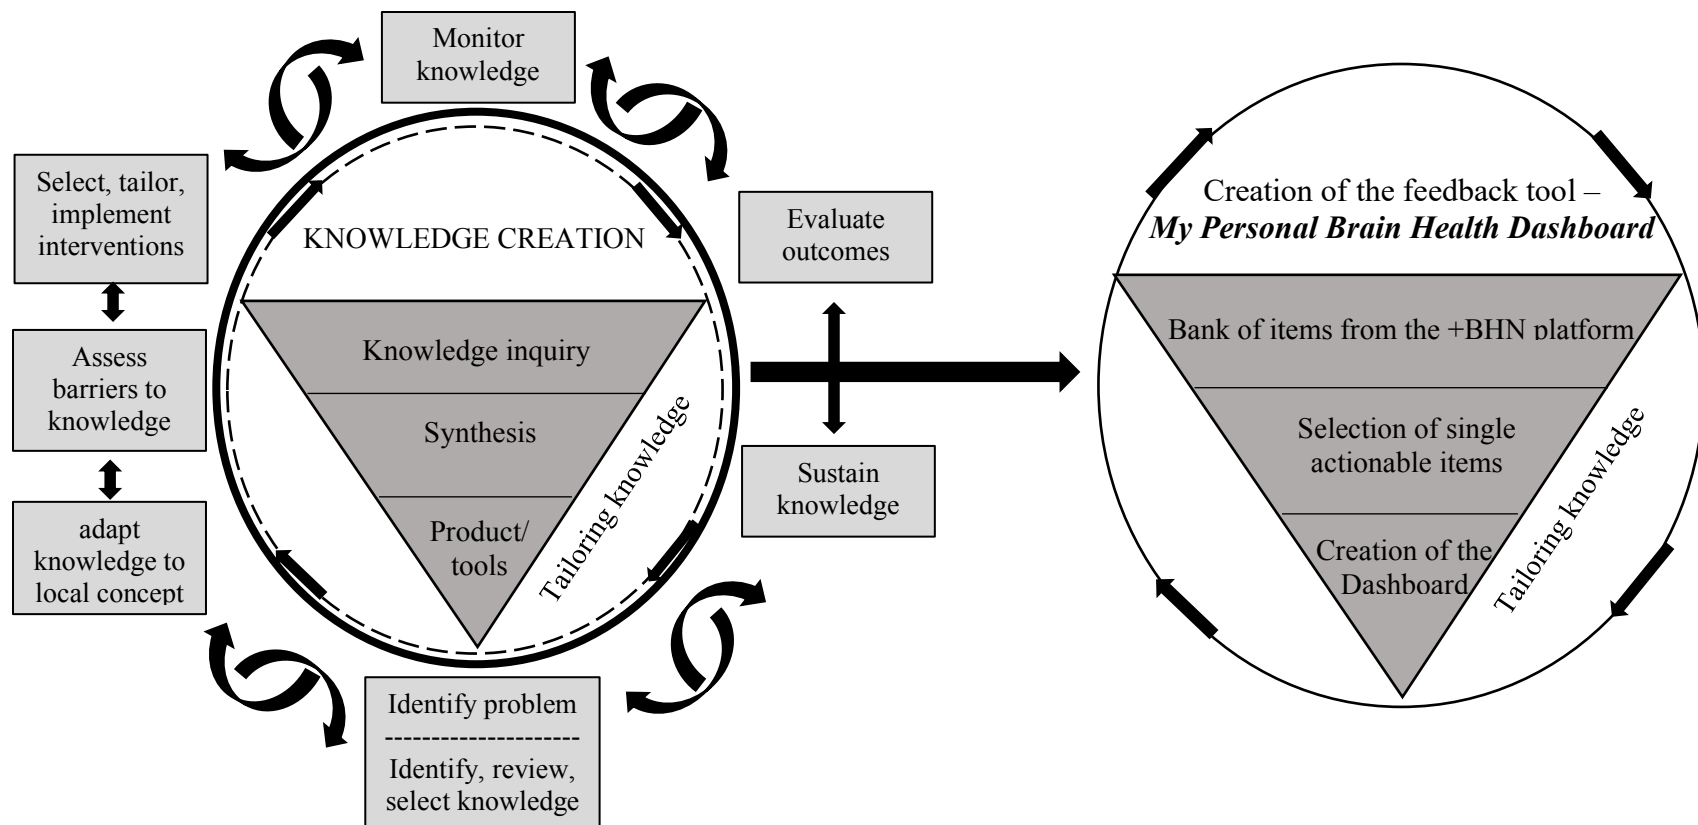 Monitor
knowledge
Select, tailor,
implement
interventions
Assess
barriers to
knowledge
adapt
knowledge to
local concept
Identify problem
---------------------
Identify, review,
select knowledge
Evaluate
outcomes
Sustain
knowledge
KNOWLEDGE CREATION
Knowledge inquiry
Synthesis
Product/
tools
Tailoring knowledge
Creation of the feedback tool –
My Personal Brain Health Dashboard
Bank of items from the +BHN platform
Selection of single
actionable items
Creation of the
Dashboard
Tailoring knowledge